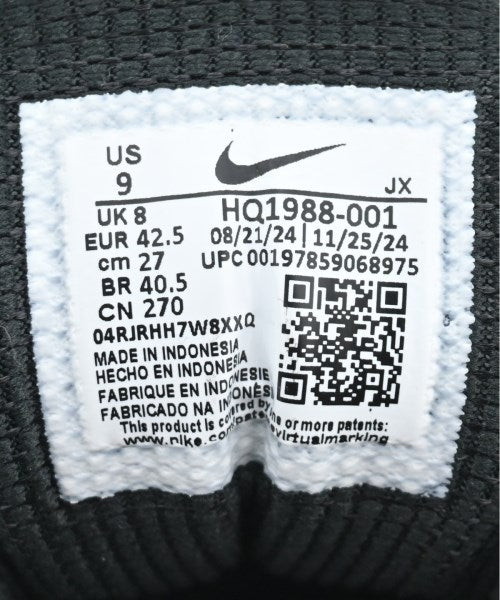 US
9
UK 8
EUR 42.5
cm 27
BR 40.5
CN 270
04RJRHH7W8XXQ
MADE IN INDONESIA
HECHO EN INDONESIA
FABRIQUE EN INDONESIE
FABRICADO NA INDONESIA
JX
HQ1988-001
08/21/24 | 11/25/24
UPC 00197859068975
This product is covered by one or more patents:
www.nike.com/patents
virtualmarking